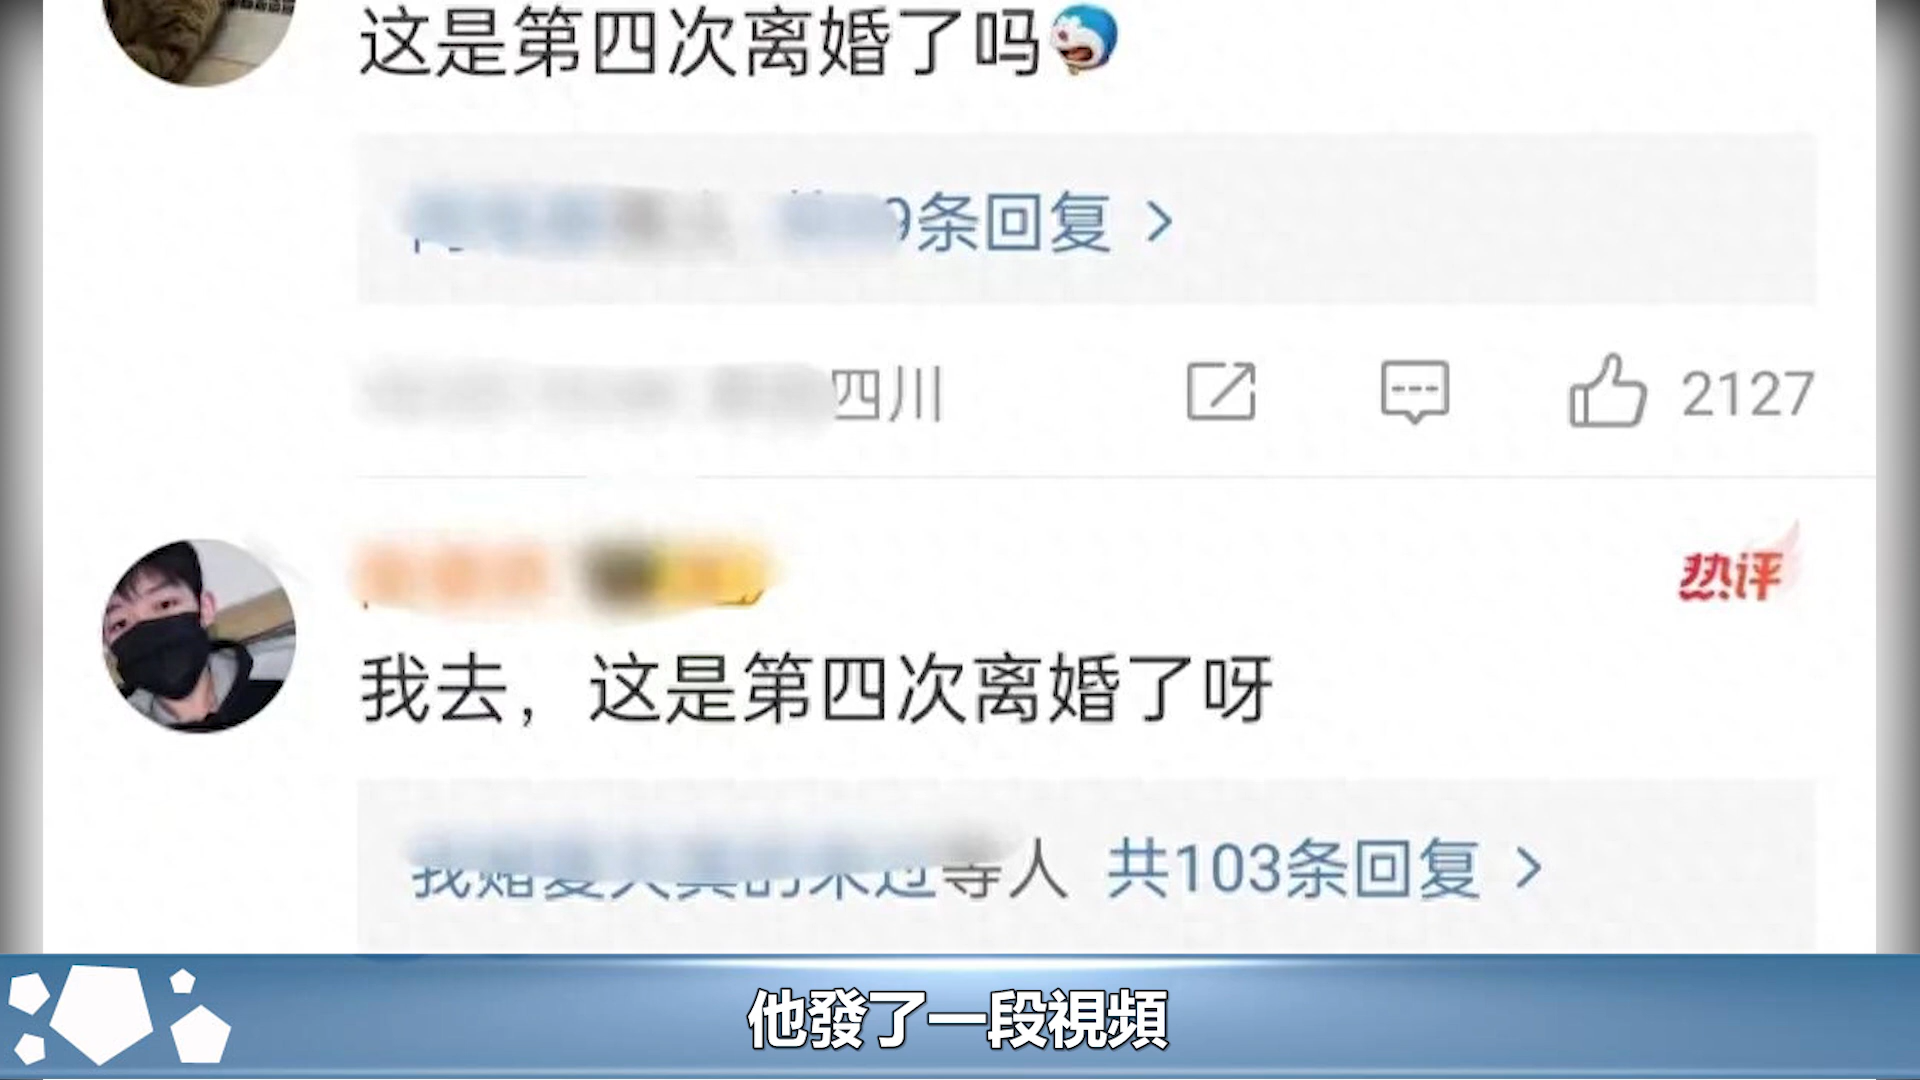 这是第四次离婚了吗
9条回复 >
四川
2127
热评
我去，这是第四次离婚了呀
等人 共103条回复 >
他發了一段視頻